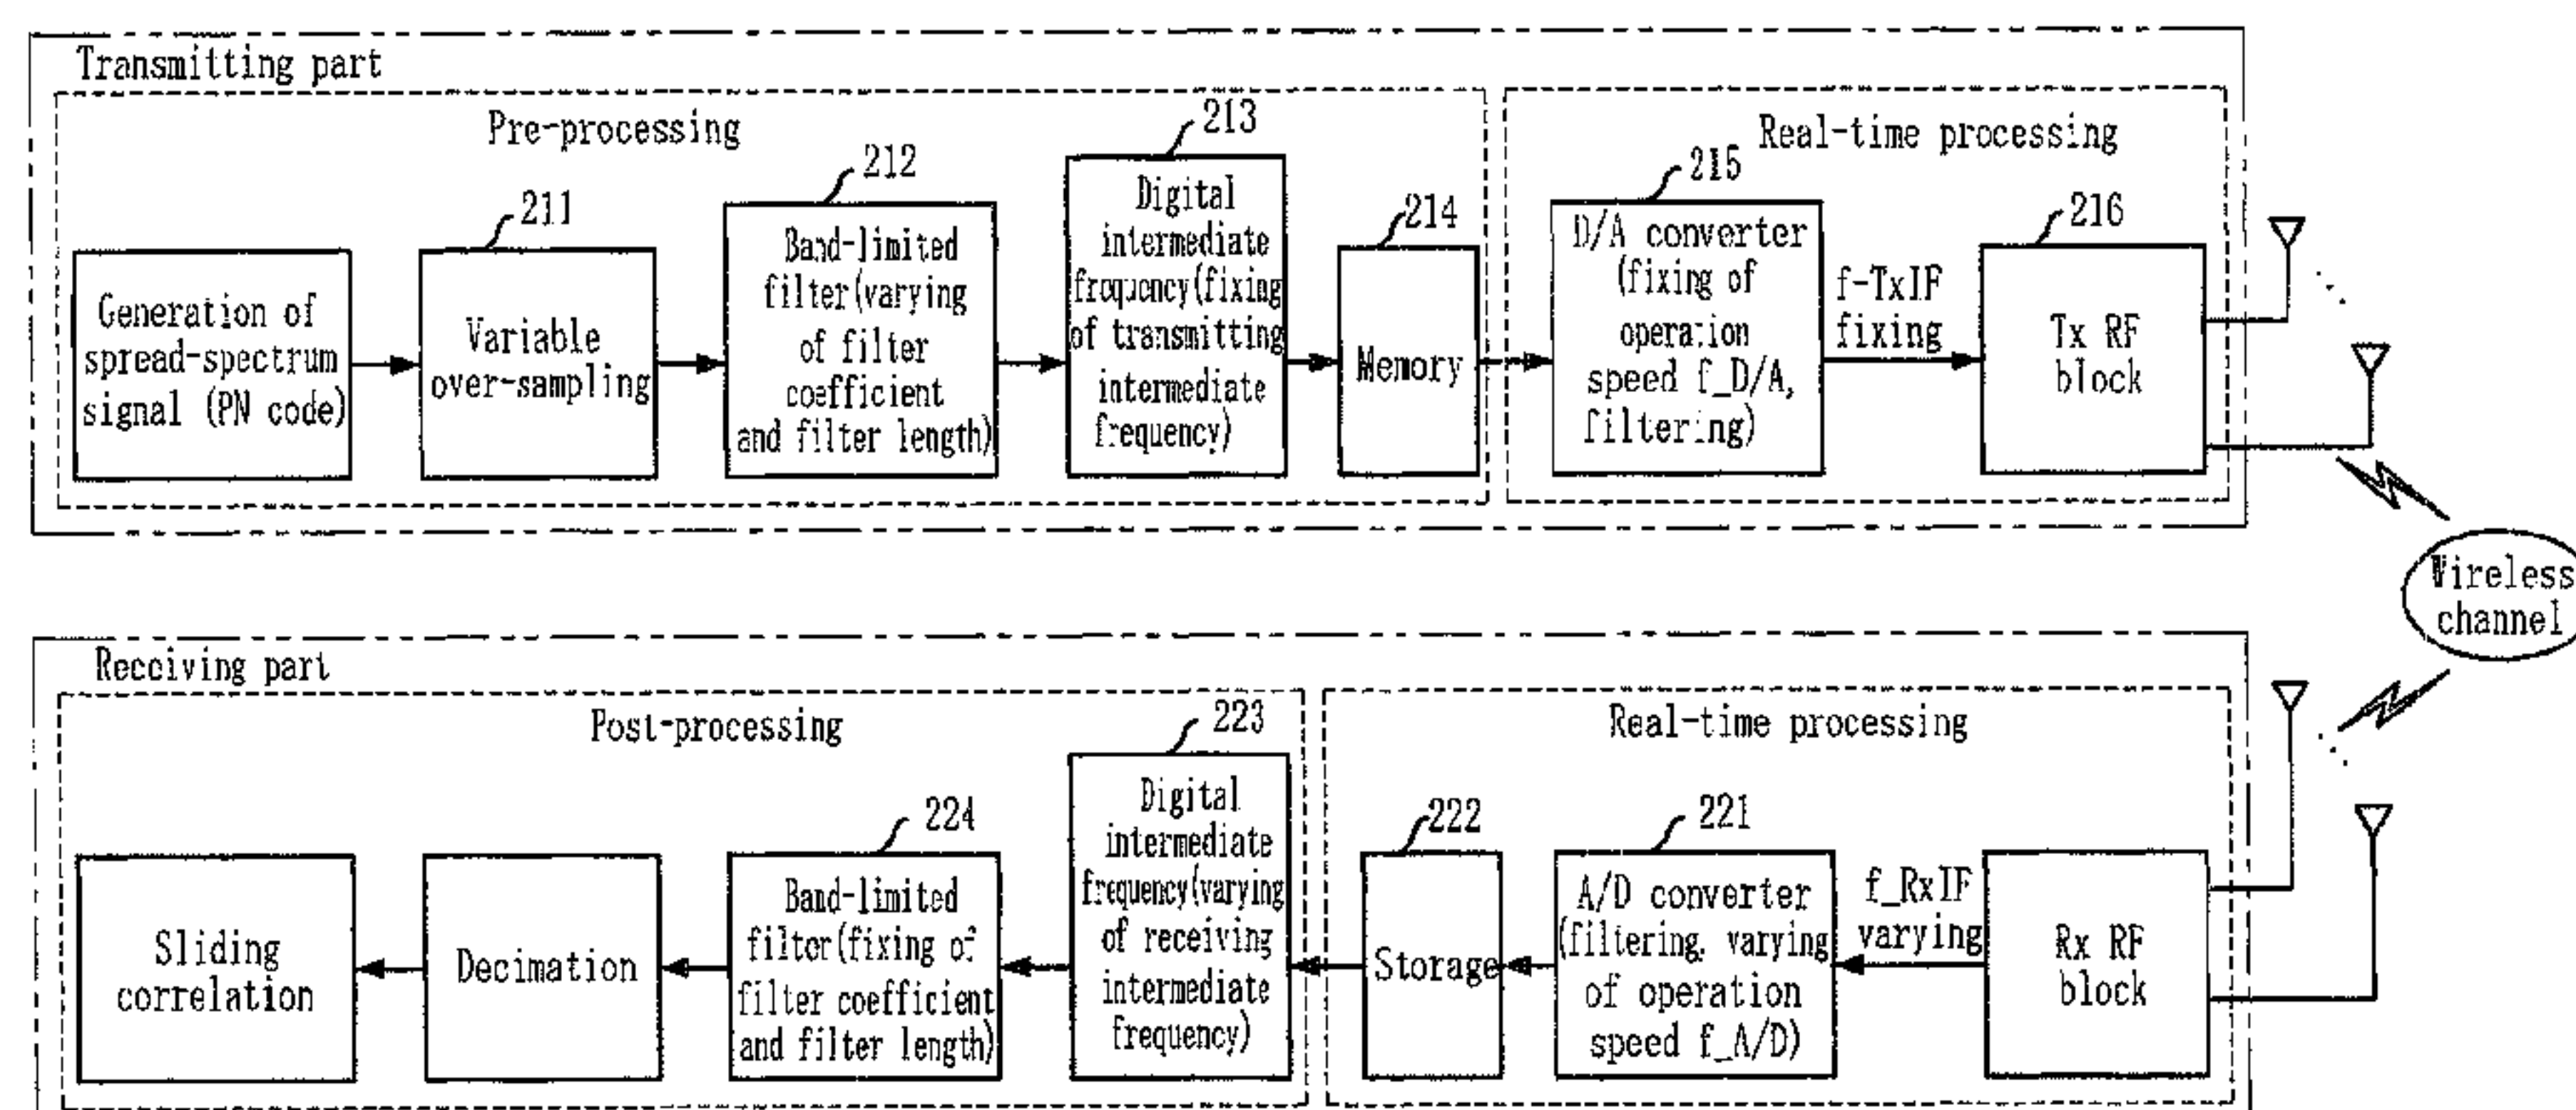 Transmitting part
Pre-processing
Real-time processing
Generation of
spread-spectrum
signal (PN code)
211
Variable
over-sampling
212
Band-limited
filter(varying
of filter
coefficient
and filter length)
213
Digital
intermediate
frequency(fixing
of transmitting
intermediate
frequency)
214
Memory
215
D/A converter
(fixing of
operation
speed f_D/A,
filtering)
f-TxIF
fixing
216
Tx RF
block
Wireless
channel
Receiving part
Post-processing
Real-time processing
Sliding
correlation
Decimation
224
Band-limited
filter(fixing of
filter coefficient
and filter length)
223
Digital
intermediate
frequency(varying
of receiving
intermediate
frequency)
222
Storage
221
A/D converter
(filtering, varying
of operation
speed f_A/D)
f_RxIF
varying
Rx RF
block